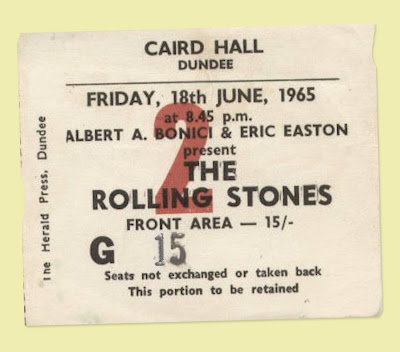 CAIRD HALL
DUNDEE
FRIDAY, 18th JUNE, 1965
at 8.45 p.m.
ALBERT A. BONICI & ERIC EASTON
present
2
THE
ROLLING STONES
FRONT AREA — 15/-
G 15
Seats not exchanged or taken back
This portion to be retained
The Herald Press, Dundee